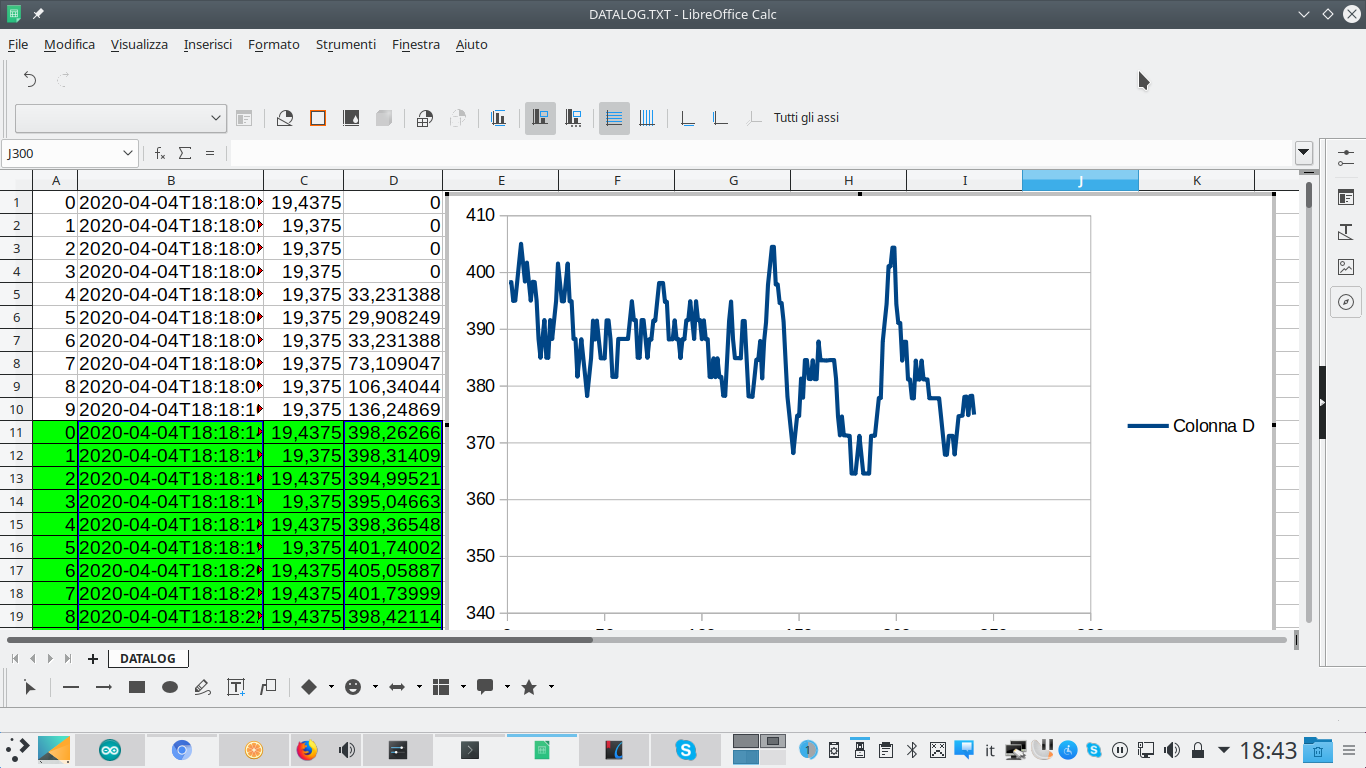 DATALOG.TXT - LibreOffice Calc
File Modifica Visualizza Inserisci Formato Strumenti Finestra Aiuto
Tutti gli assi
J300
A B C D E F G H I J K
1 0 2020-04-04T18:18:0 19,4375 0
2 1 2020-04-04T18:18:0 19,375 0
3 2 2020-04-04T18:18:0 19,375 0
4 3 2020-04-04T18:18:0 19,375 0
5 4 2020-04-04T18:18:0 19,375 33,231388
6 5 2020-04-04T18:18:0 19,375 29,908249
7 6 2020-04-04T18:18:0 19,375 33,231388
8 7 2020-04-04T18:18:0 19,375 73,109047
9 8 2020-04-04T18:18:0 19,375 106,34044
10 9 2020-04-04T18:18:1 19,375 136,24869
11 0 2020-04-04T18:18:1 19,4375 398,26266
12 1 2020-04-04T18:18:1 19,375 398,31409
13 2 2020-04-04T18:18:1 19,4375 394,99521
14 3 2020-04-04T18:18:1 19,375 395,04663
15 4 2020-04-04T18:18:1 19,4375 398,36548
16 5 2020-04-04T18:18:1 19,375 401,74002
17 6 2020-04-04T18:18:2 19,4375 405,05887
18 7 2020-04-04T18:18:2 19,4375 401,73999
19 8 2020-04-04T18:18:2 19,4375 398,42114
410
400
390
380
370
360
350
340
Colonna D
DATALOG
it
18:43